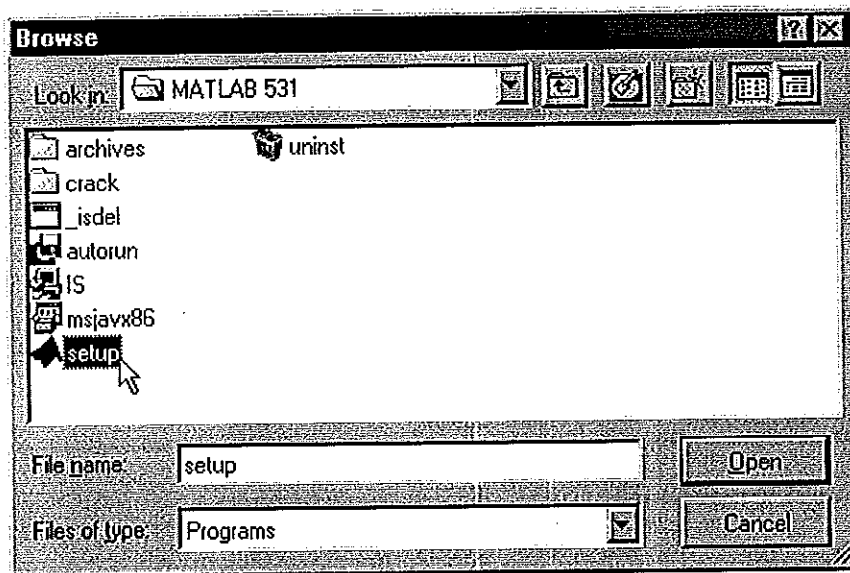 Browse
Look in: MATLAB 531
archives
crack
_isdel
autorun
IS
msjavx86
setup
uninst
File name: setup
Open
Files of type: Programs
Cancel